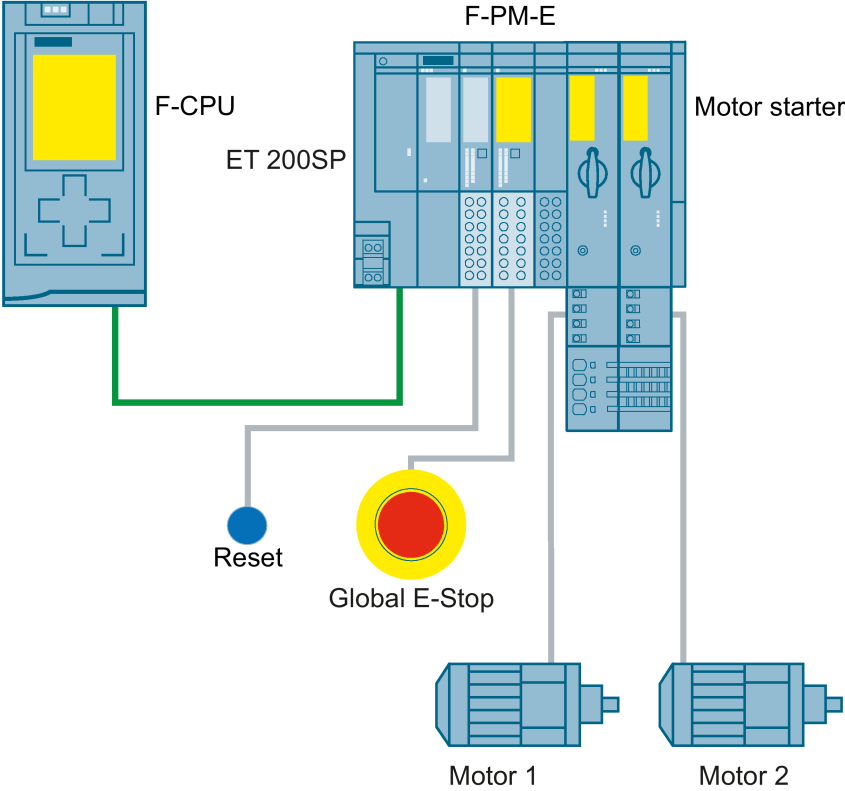 F-PM-E
F-CPU
Motor starter
ET 200SP
Reset
Global E-Stop
Motor 1
Motor 2